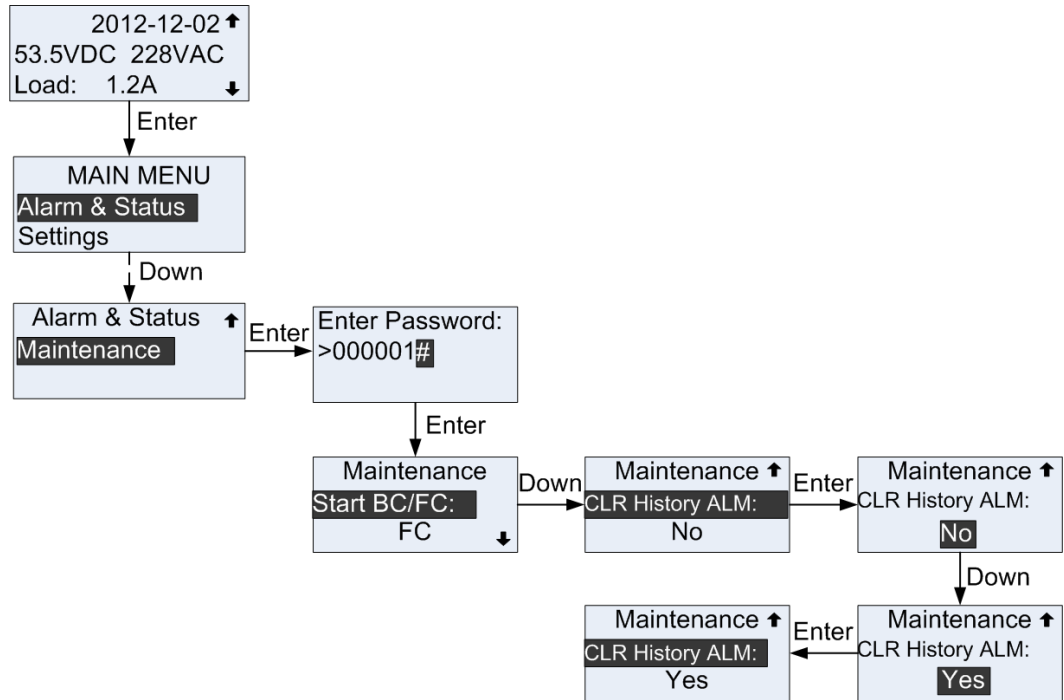 2012-12-02
53.5VDC 228VAC
Load: 1.2A
Enter
MAIN MENU
Alarm & Status
Settings
Down
Alarm & Status
Maintenance
Enter
Enter Password:
>000001#
Enter
Maintenance
Start BC/FC:
FC
Down
Maintenance
CLR History ALM:
No
Enter
Maintenance
CLR History ALM:
No
Down
Maintenance
CLR History ALM:
Yes
Enter
Maintenance
CLR History ALM:
Yes